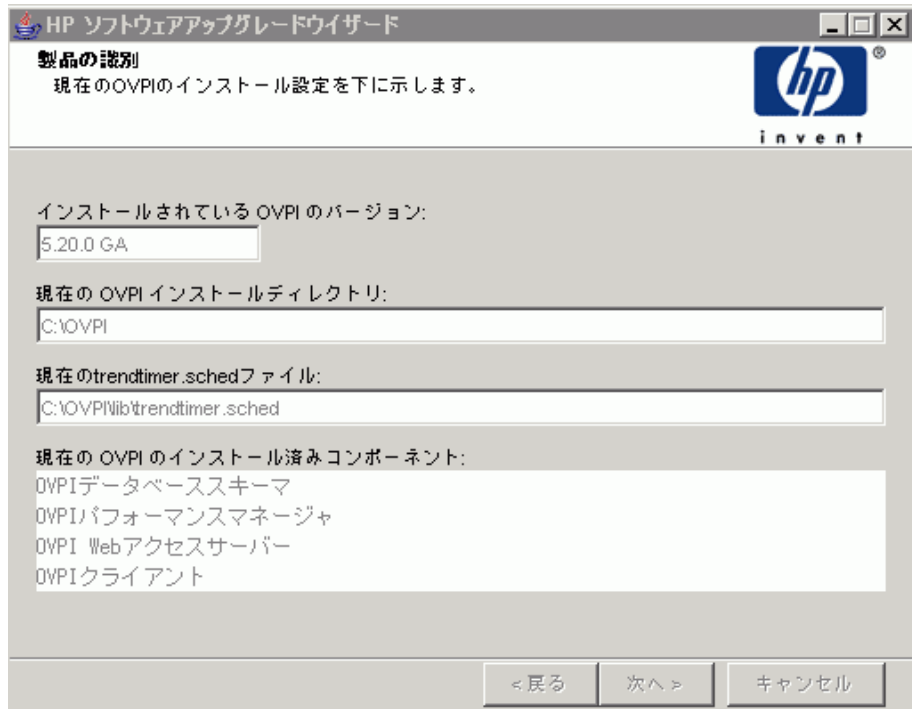 HP ソフトウェアアップグレードウィザード
製品の識別
現在のOVPIのインストール設定を下に示します。
hp
®
invent
インストールされている OVPI のバージョン:
5.20.0 GA
現在の OVPI インストールディレクトリ:
C:\OVPI
現在のtrendtimer.schedファイル:
C:\OVPI\lib\trendtimer.sched
現在の OVPI のインストール済みコンポーネント:
OVPIデータベーススキーマ
OVPIパフォーマンスマネージャ
OVPI Webアクセスサーバー
OVPIクライアント
<戻る
次へ>
キャンセル